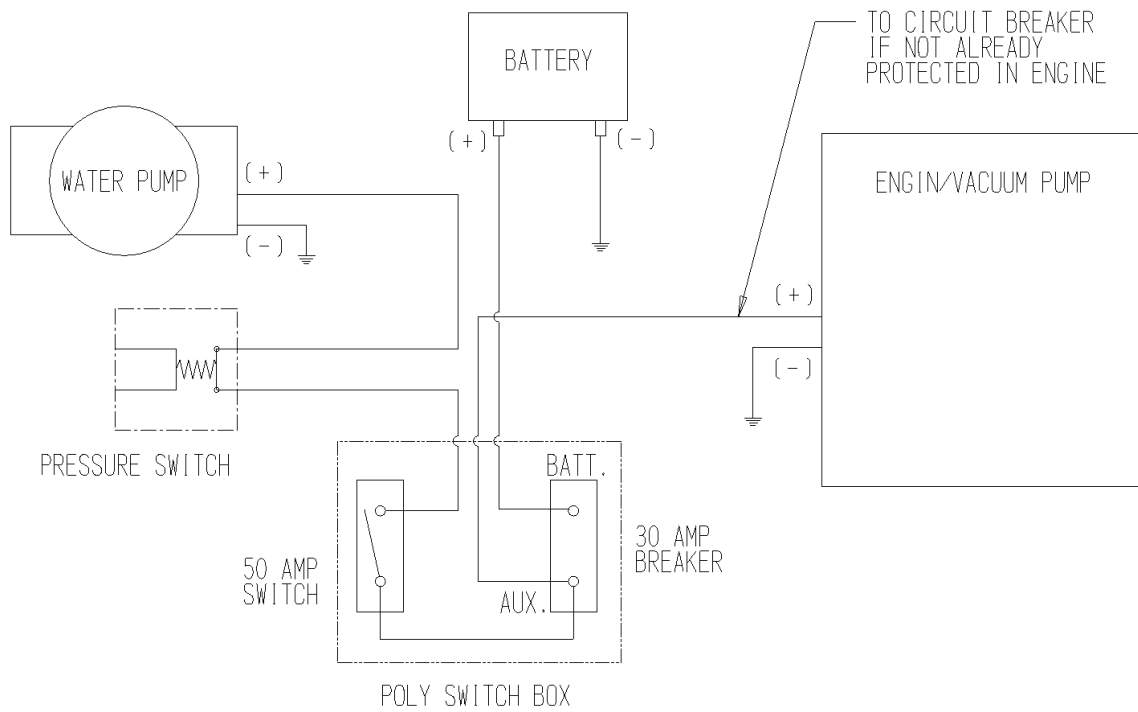 TO CIRCUIT BREAKER
IF NOT ALREADY
PROTECTED IN ENGINE
BATTERY
(+)
(-)
WATER PUMP
(+)
(-)
ENGIN/VACUUM PUMP
(+)
(-)
PRESSURE SWITCH
BATT.
30 AMP
BREAKER
50 AMP
SWITCH
AUX.
POLY SWITCH BOX